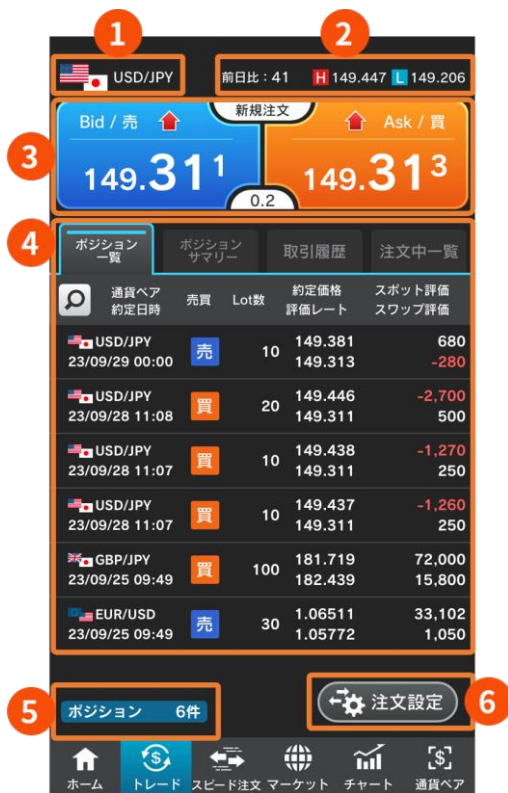 1
2
USD/JPY
前日比：41 H 149.447 L 149.206
3
新規注文
Bid / 売
Ask / 買
149.311
149.313
0.2
4
ポジション
一覧
ポジション
サマリー
取引履歴
注文中一覧
通貨ペア 売買 Lot数 約定価格 スポット評価
約定日時 評価レート スワップ評価
USD/JPY 売 10 149.381 680
23/09/29 00:00 149.313 -280
USD/JPY 買 20 149.446 -2,700
23/09/28 11:08 149.311 500
USD/JPY 買 10 149.438 -1,270
23/09/28 11:07 149.311 250
USD/JPY 買 10 149.437 -1,260
23/09/28 11:07 149.311 250
GBP/JPY 買 100 181.719 72,000
23/09/25 09:49 182.439 15,800
EUR/USD 売 30 1.06511 33,102
23/09/25 09:49 1.05772 1,050
5
ポジション 6件
注文設定
6
ホーム トレード スピード注文 マーケット チャート 通貨ペア